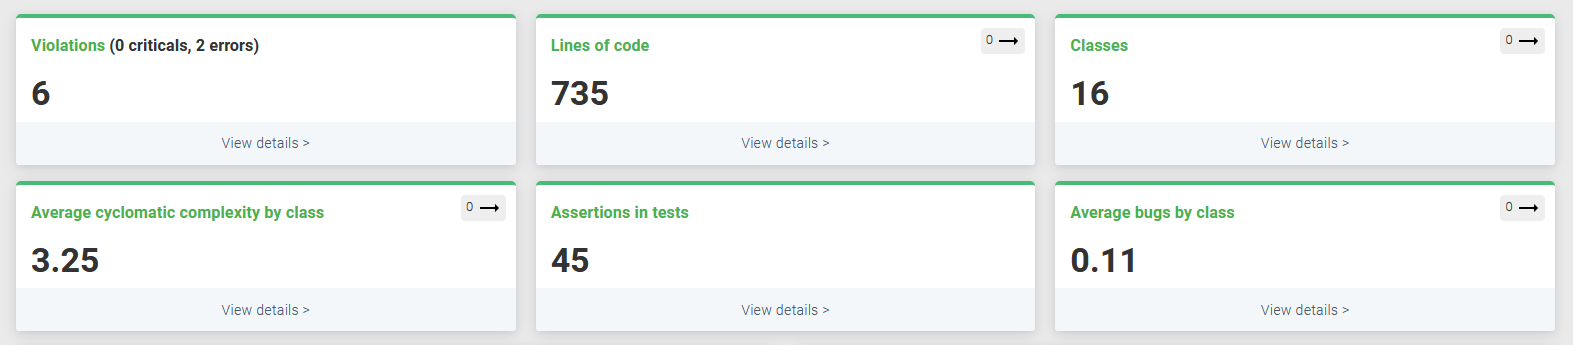 Violations (0 criticals, 2 errors)
6
View details >
Lines of code
0
735
View details >
Classes
0
16
View details >
Average cyclomatic complexity by class
0
3.25
View details >
Assertions in tests
45
View details >
Average bugs by class
0
0.11
View details >